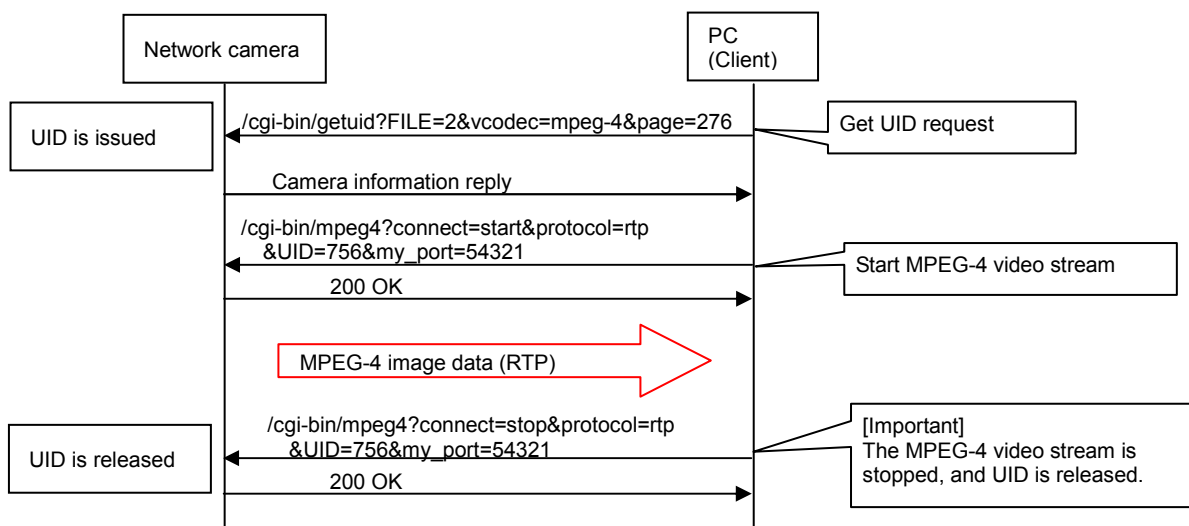 Network camera
PC
(Client)
/cgi-bin/getuid?FILE=2&vcodec=mpeg-4&page=276
UID is issued
Get UID request
Camera information reply
/cgi-bin/mpeg4?connect=start&protocol=rtp
&UID=756&my_port=54321
Start MPEG-4 video stream
200 OK
MPEG-4 image data (RTP)
/cgi-bin/mpeg4?connect=stop&protocol=rtp
&UID=756&my_port=54321
UID is released
[Important]
The MPEG-4 video stream is
stopped, and UID is released.
200 OK